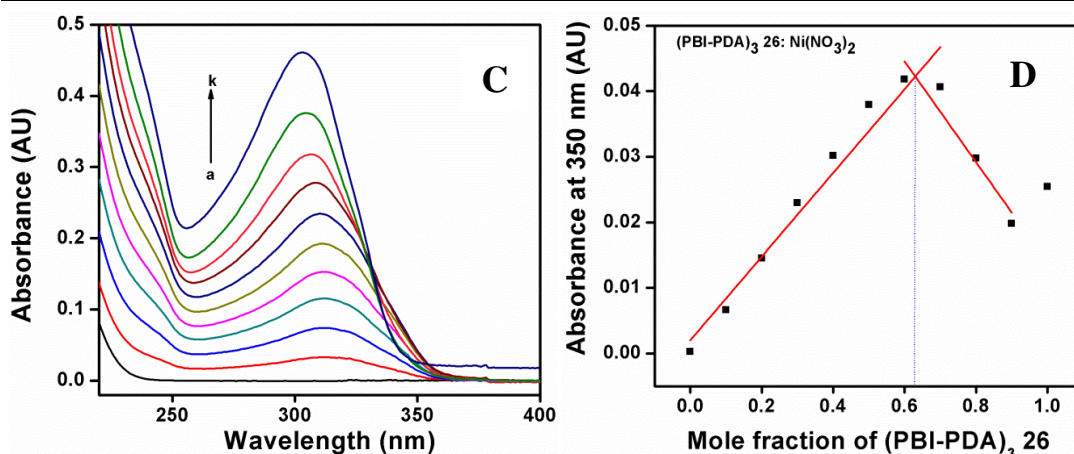 0.5
0.4
0.3
0.2
0.1
0.0
Absorbance (AU)
C
k
a
250 300 350 400
Wavelength (nm)
0.05
0.04
0.03
0.02
0.01
0.00
Absorbance at 350 nm (AU)
(PBI-PDA)₃ 26: Ni(NO₃)₂
D
0.0 0.2 0.4 0.6 0.8 1.0
Mole fraction of (PBI-PDA)₃ 26